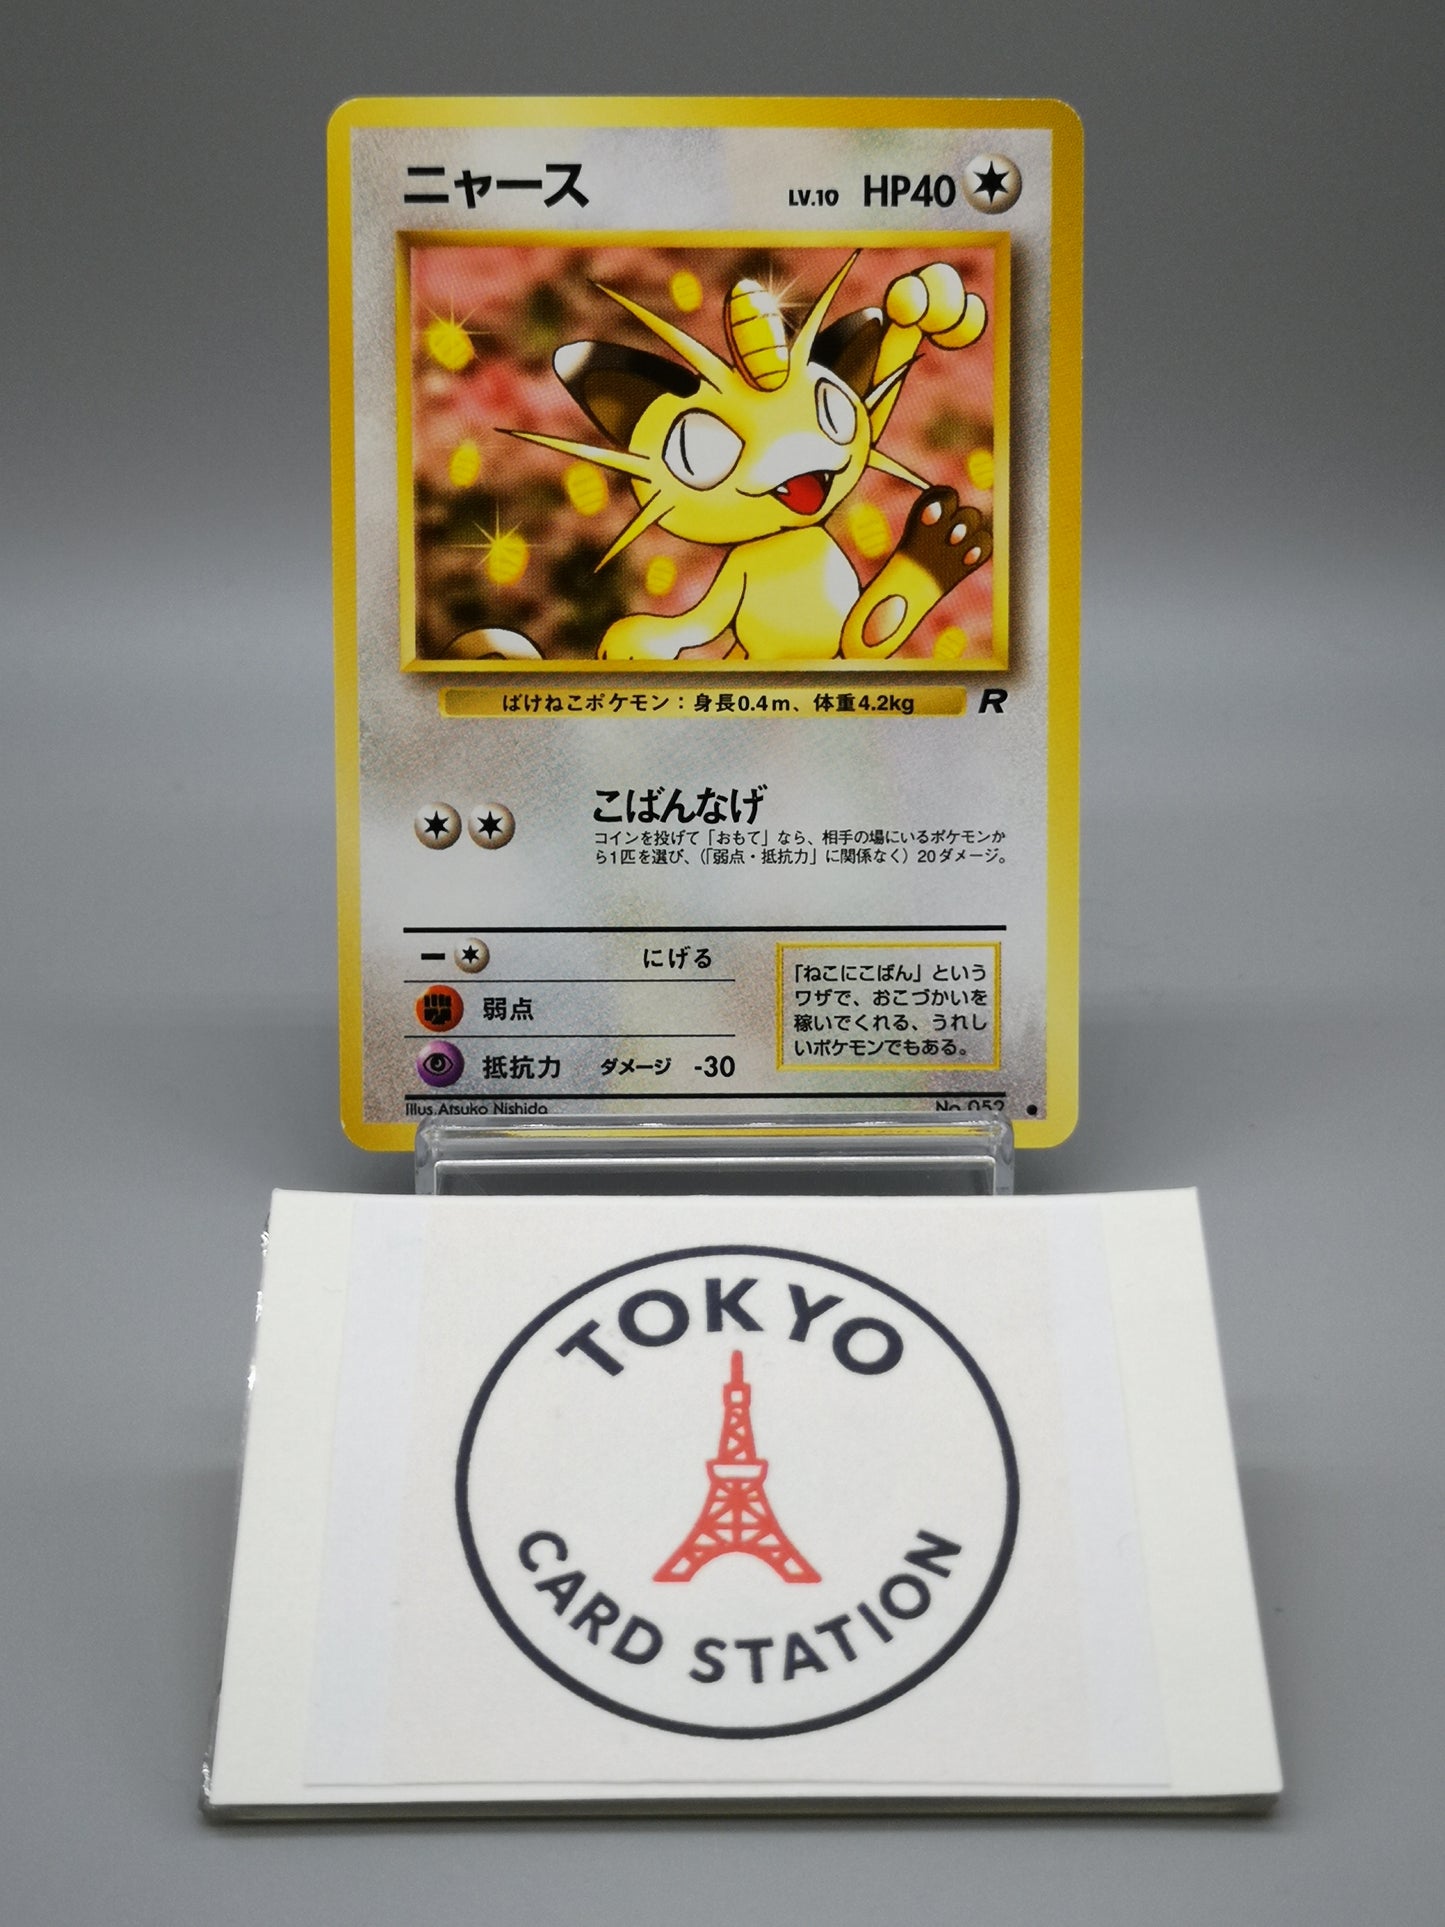 ニャース LV.10 HP40
ばけねこポケモン：身長0.4m、体重4.2kg R
こばんなげ
コインを投げて「おもて」なら、相手の場にいるポケモンか
ら1匹を選び、（「弱点・抵抗力」に関係なく）20ダメージ。
ー にげる
弱点
抵抗力 ダメージ -30
「ねこにこばん」という
ワザで、おこづかいを
稼いでくれる、うれし
いポケモンでもある。
Illus.Atsuko Nishida No.052
TOKYO
CARD STATION